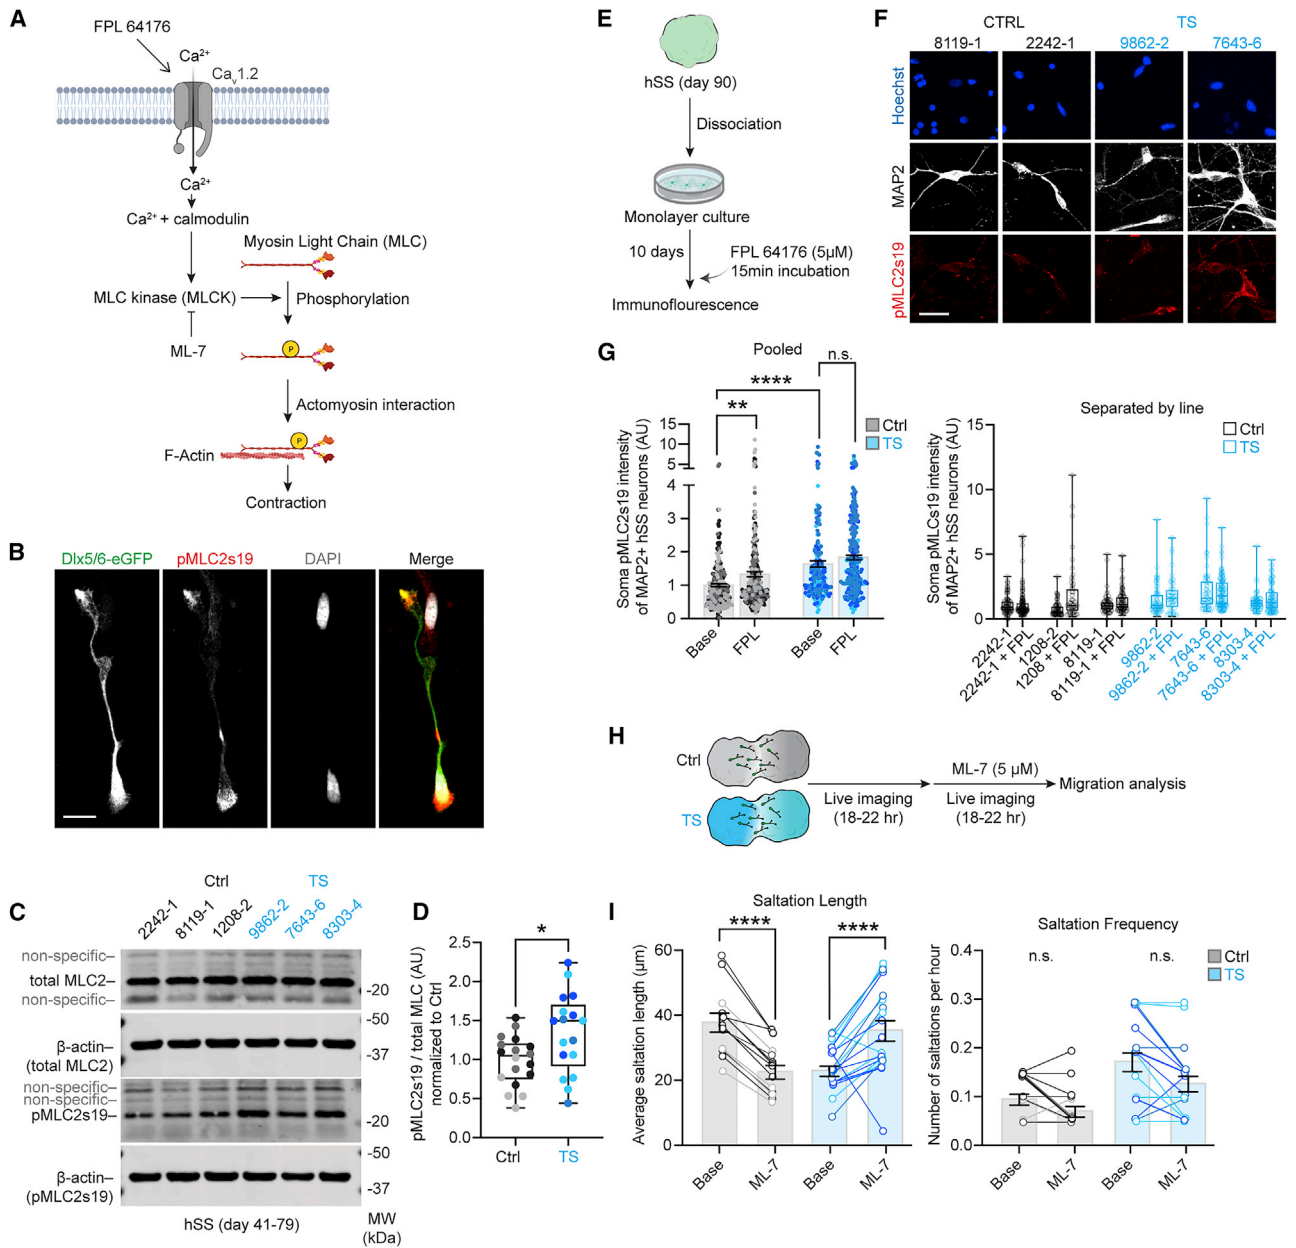 A
FPL 64176
Ca²⁺
Caᵥ1.2
Ca²⁺
Ca²⁺ + calmodulin
Myosin Light Chain (MLC)
MLC kinase (MLCK)
Phosphorylation
P
ML-7
Actomyosin interaction
P
F-Actin
Contraction
B
Dlx5/6-eGFP
pMLC2s19
DAPI
Merge
C
Ctrl
TS
2242-1
8119-1
1208-2
9862-2
7643-6
8303-4
non-specific
total MLC2
non-specific
-20
-50
β-actin
(total MLC2)
-37
non-specific
non-specific
pMLC2s19
-20
-50
β-actin
(pMLC2s19)
-37
hSS (day 41-79)
MW
(kDa)
D
*
pMLC2s19 / total MLC (AU)
normalized to Ctrl
2.5
2.0
1.5
1.0
0.5
0.0
Ctrl
TS
E
hSS (day 90)
Dissociation
Monolayer culture
10 days
FPL 64176 (5µM)
15min incubation
Immunoflourescence
F
CTRL
TS
8119-1
2242-1
9862-2
7643-6
Hoechst
MAP2
pMLC2s19
G
Pooled
n.s.
****
**
Ctrl
TS
Soma pMLC2s19 intensity
of MAP2+ hSS neurons (AU)
15
10
5
4
3
2
1
0
Base
FPL
Base
FPL
Separated by line
Ctrl
TS
Soma pMLCs19 intensity
of MAP2+ hSS neurons (AU)
15
10
5
0
2242-1
2242-1 + FPL
1208-2
1208 + FPL
8119-1
8119-1 + FPL
9862-2
9862-2 + FPL
7643-6
7643-6 + FPL
8303-4
8303-4 + FPL
H
Ctrl
TS
Live imaging
(18-22 hr)
ML-7 (5 µM)
Live imaging
(18-22 hr)
Migration analysis
I
Saltation Length
****
****
Average saltation length (µm)
60
40
20
0
Base
ML-7
Base
ML-7
Saltation Frequency
n.s.
n.s.
Ctrl
TS
Number of saltations per hour
0.4
0.3
0.2
0.1
0.0
Base
ML-7
Base
ML-7